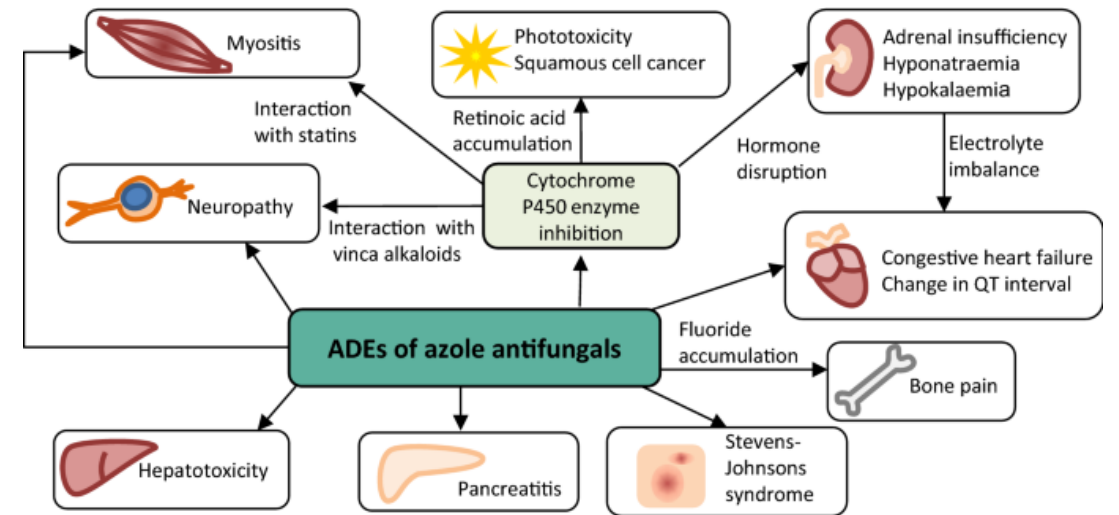 Myositis
Phototoxicity
Squamous cell cancer
Adrenal insufficiency
Hyponatraemia
Hypokalaemia
Interaction
with statins
Retinoic acid
accumulation
Hormone
disruption
Electrolyte
imbalance
Neuropathy
Interaction with
vinca alkaloids
Cytochrome
P450 enzyme
inhibition
Congestive heart failure
Change in QT interval
ADEs of azole antifungals
Fluoride
accumulation
Bone pain
Hepatotoxicity
Pancreatitis
Stevens-
Johnsons
syndrome